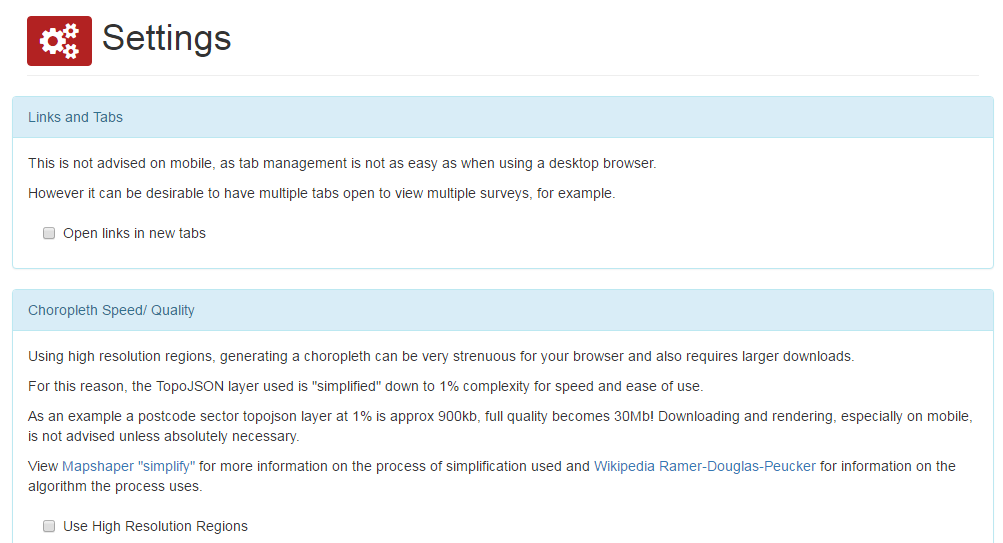 Settings
Links and Tabs
This is not advised on mobile, as tab management is not as easy as when using a desktop browser.
However it can be desirable to have multiple tabs open to view multiple surveys, for example.
Open links in new tabs
Choropleth Speed/ Quality
Using high resolution regions, generating a choropleth can be very strenuous for your browser and also requires larger downloads.
For this reason, the TopoJSON layer used is "simplified" down to 1% complexity for speed and ease of use.
As an example a postcode sector topojson layer at 1% is approx 900kb, full quality becomes 30Mb! Downloading and rendering, especially on mobile,
is not advised unless absolutely necessary.
View Mapshaper "simplify" for more information on the process of simplification used and Wikipedia Ramer-Douglas-Peucker for information on the
algorithm the process uses.
Use High Resolution Regions